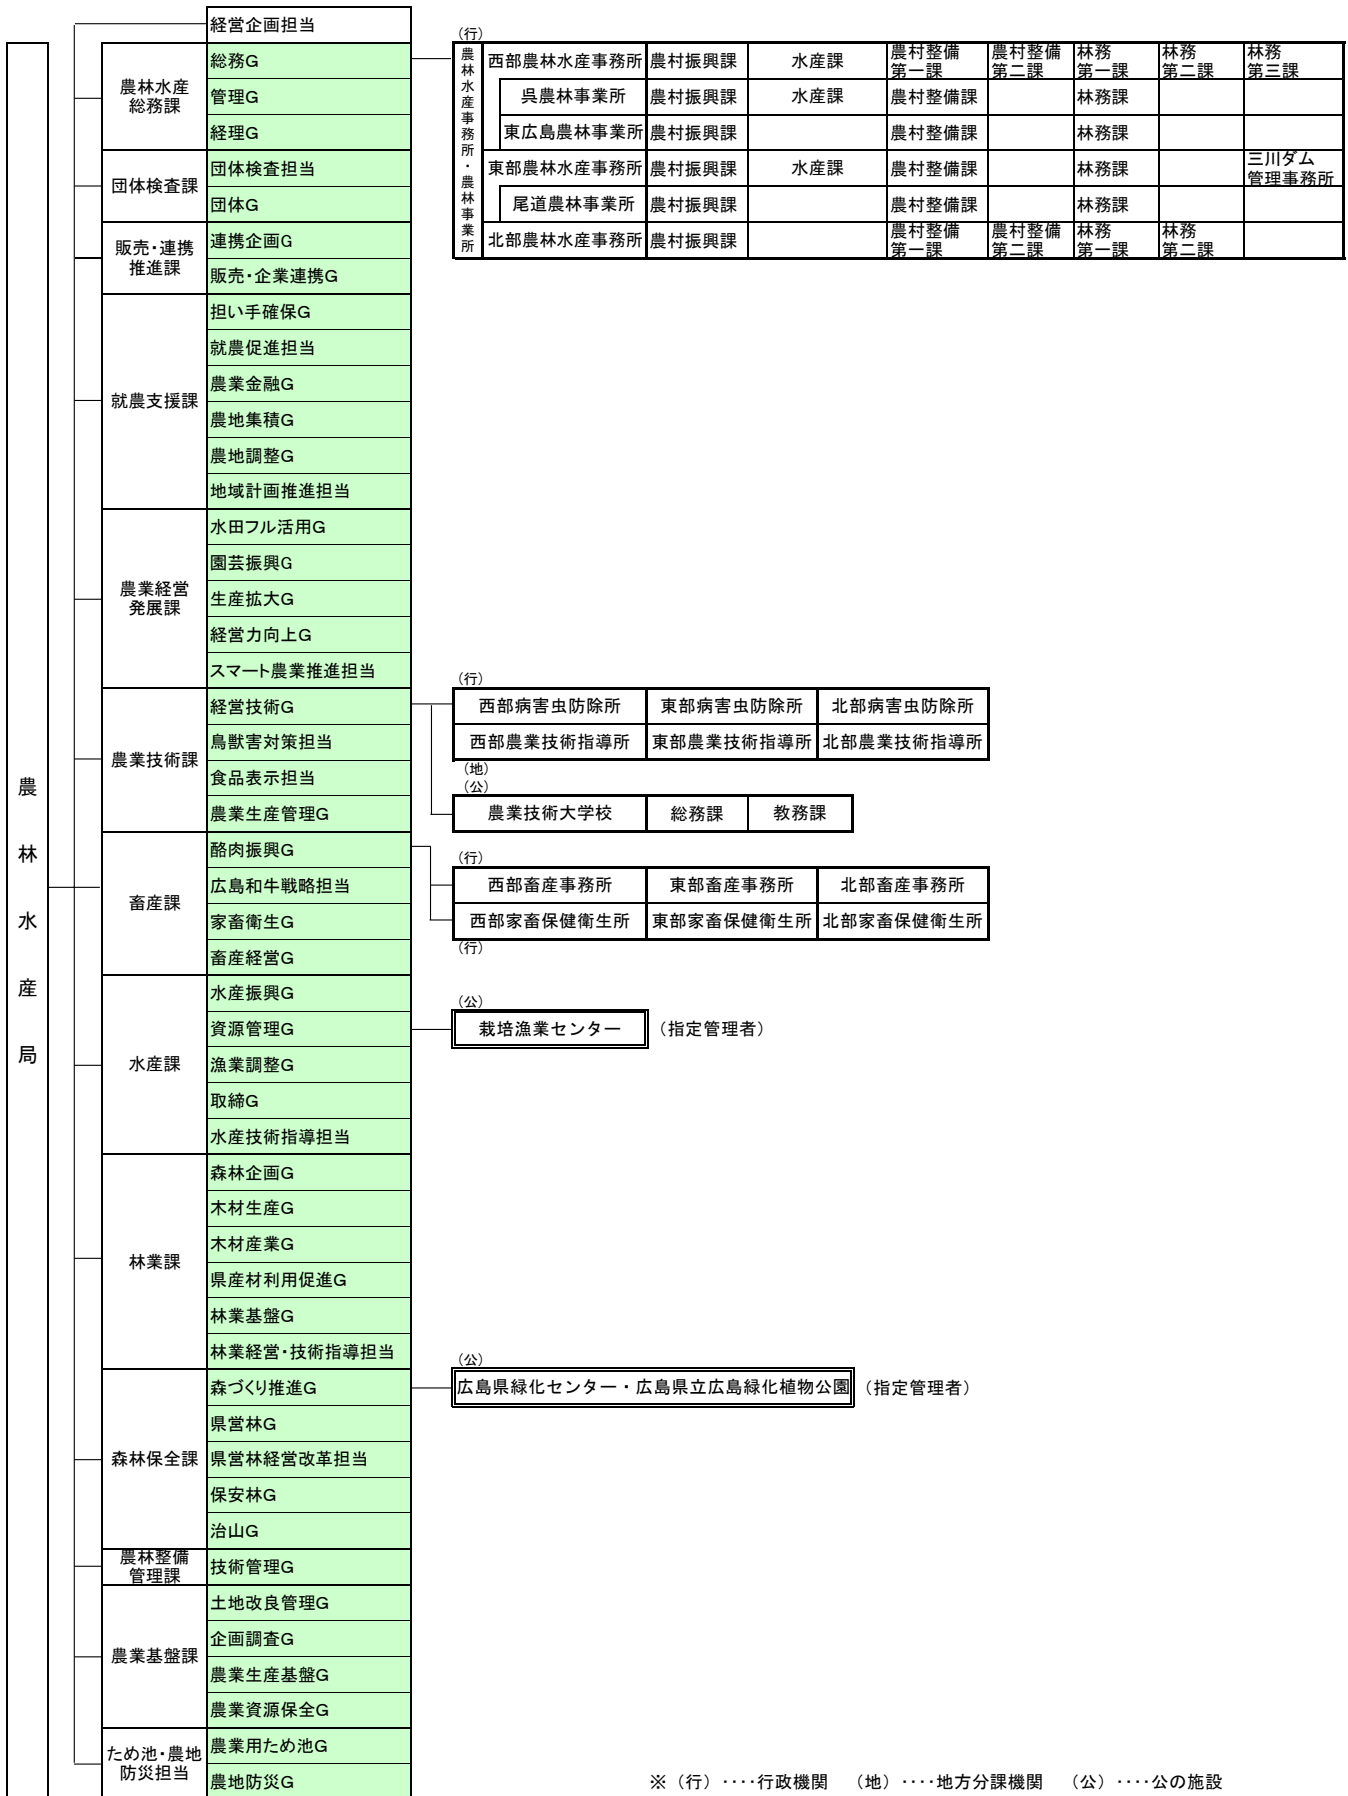 経営企画担当
農林水産局
農林水産
総務課
総務G
管理G
経理G
団体検査課
団体検査担当
団体G
販売・連携
推進課
連携企画G
販売・企業連携G
就農支援課
担い手確保G
就農促進担当
農業金融G
農地集積G
農地調整G
地域計画推進担当
農業経営
発展課
水田フル活用G
園芸振興G
生産拡大G
経営力向上G
スマート農業推進担当
農業技術課
経営技術G
鳥獣害対策担当
食品表示担当
農業生産管理G
畜産課
酪肉振興G
広島和牛戦略担当
家畜衛生G
畜産経営G
水産課
水産振興G
資源管理G
漁業調整G
取締G
水産技術指導担当
林業課
森林企画G
木材生産G
木材産業G
県産材利用促進G
林業基盤G
林業経営・技術指導担当
森林保全課
森づくり推進G
県営林G
県営林経営改革担当
保安林G
治山G
農林整備
管理課
技術管理G
農業基盤課
土地改良管理G
企画調査G
農業生産基盤G
農業資源保全G
ため池・農地
防災担当
農業用ため池G
農地防災G
（行）
農林水産事務所・農林事業所
西部農林水産事務所 農村振興課 水産課 農村整備第一課 農村整備第二課 林務第一課 林務第二課 林務第三課
呉農林事業所 農村振興課 水産課 農村整備課 林務課
東広島農林事業所 農村振興課 農村整備課 林務課
東部農林水産事務所 農村振興課 水産課 農村整備課 林務課 三川ダム管理事務所
尾道農林事業所 農村振興課 農村整備課 林務課
北部農林水産事務所 農村振興課 農村整備第一課 農村整備第二課 林務第一課 林務第二課
（行）
西部病害虫防除所 東部病害虫防除所 北部病害虫防除所
西部農業技術指導所 東部農業技術指導所 北部農業技術指導所
（地）
（公）
農業技術大学校 総務課 教務課
（行）
西部畜産事務所 東部畜産事務所 北部畜産事務所
西部家畜保健衛生所 東部家畜保健衛生所 北部家畜保健衛生所
（行）
（公）
栽培漁業センター （指定管理者）
（公）
広島県緑化センター・広島県立広島緑化植物公園 （指定管理者）
※（行）‥‥行政機関 （地）‥‥地方分課機関 （公）‥‥公の施設